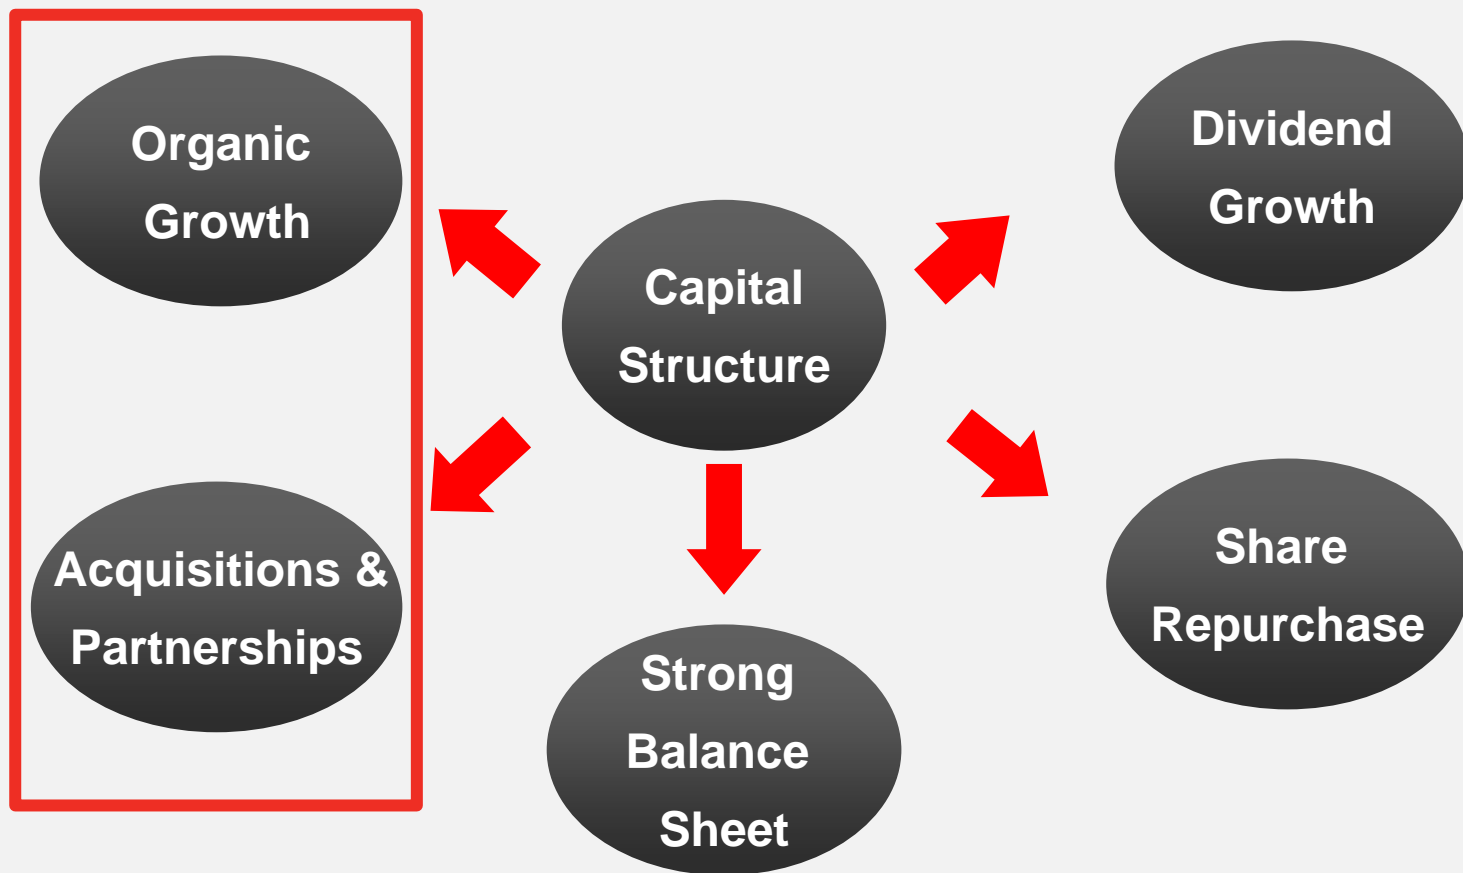 Organic
Growth
Acquisitions &
Partnerships
Capital
Structure
Strong
Balance
Sheet
Dividend
Growth
Share
Repurchase